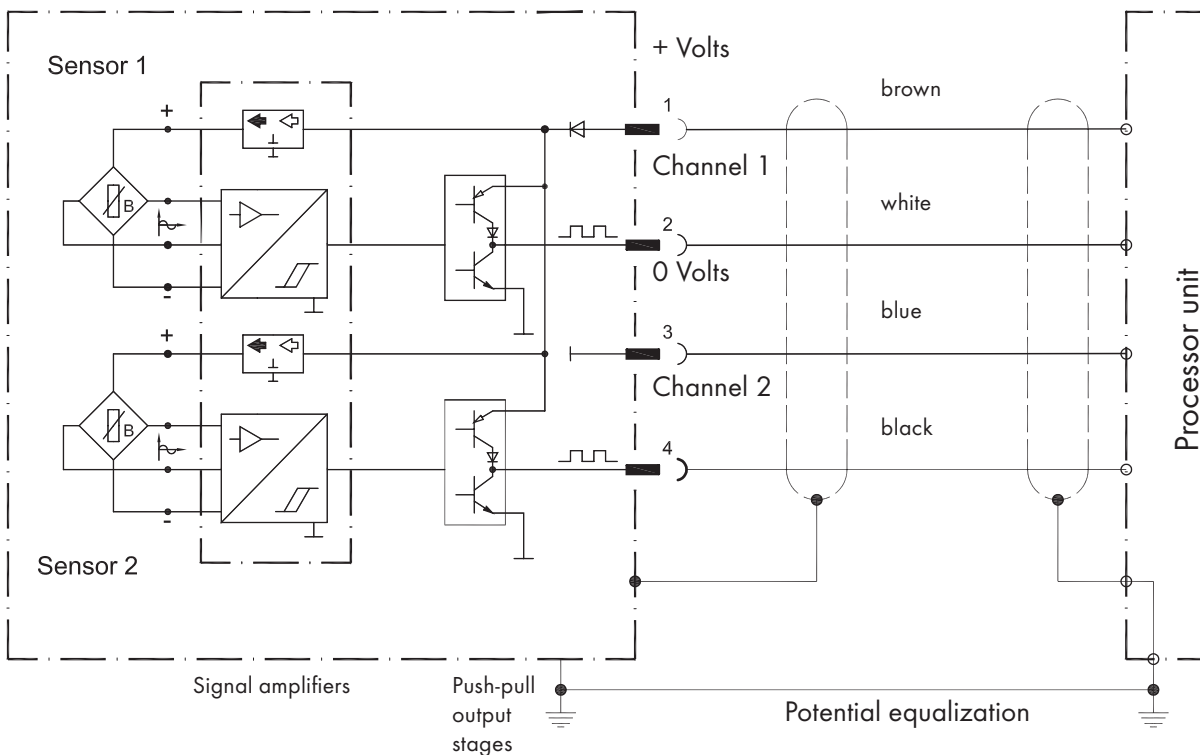 + Volts
Sensor 1
brown
+
1
Channel 1
white
B
2
0 Volts
-
blue
+
3
Channel 2
black
B
4
-
Sensor 2
Processor unit
Signal amplifiers
Push-pull
output
stages
Potential equalization